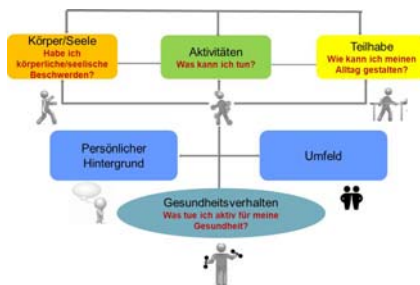 Körper/Seele
Habe ich
körperliche/seelische
Beschwerden?
Aktivitäten
Was kann ich tun?
Teilhabe
Wie kann ich meinen
Alltag gestalten?
Persönlicher
Hintergrund
Umfeld
Gesundheitsverhalten
Was tue ich aktiv für meine
Gesundheit?